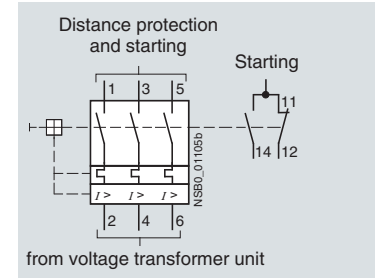 Distance protection
and starting
Starting
1 3 5
11
14 12
NSB0_01105b
I > I > I >
2 4 6
from voltage transformer unit